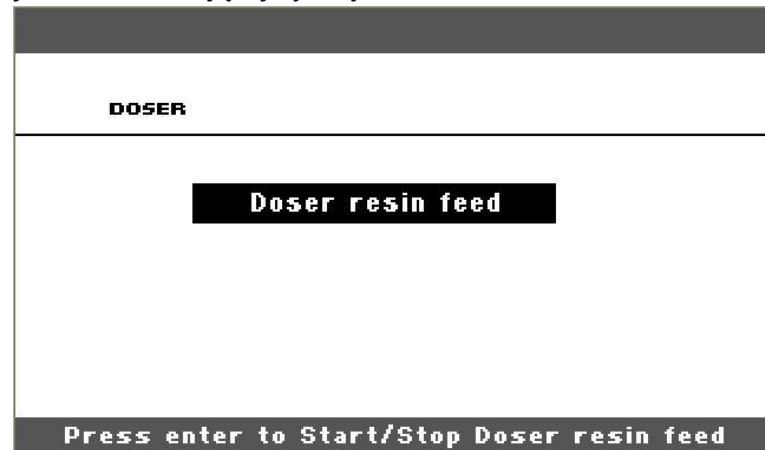 DOSER
Doser resin feed
Press enter to Start/Stop Doser resin feed